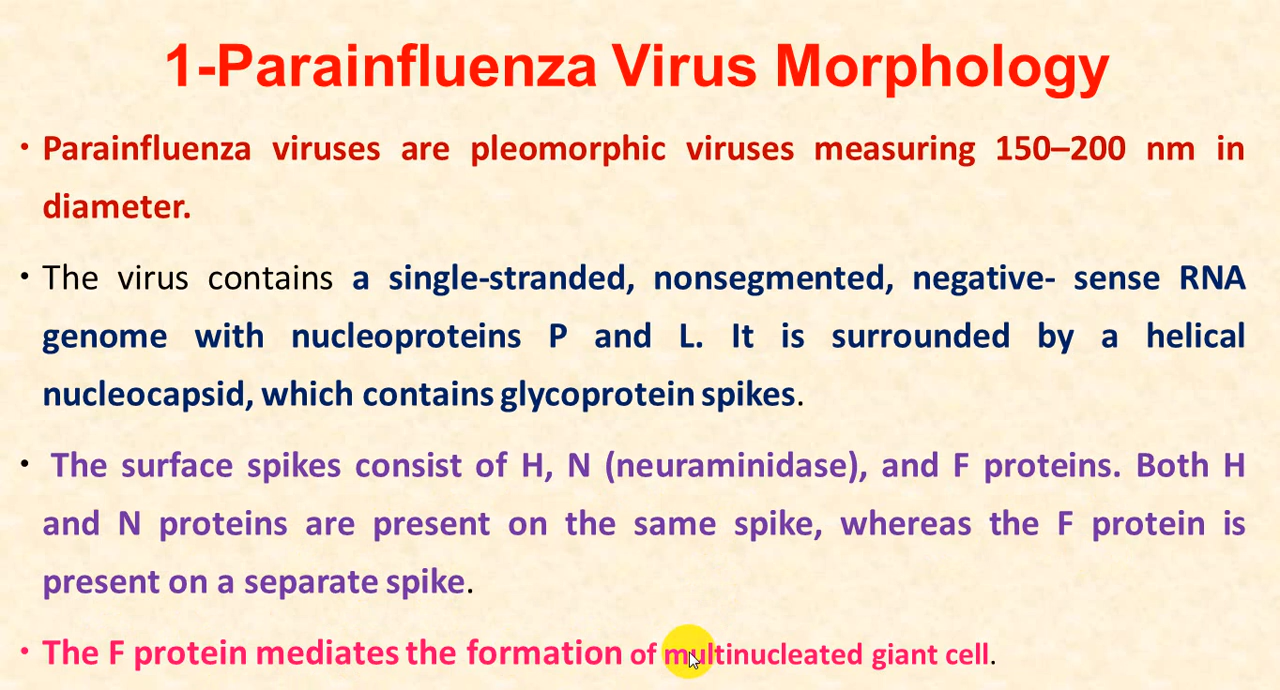 1-Parainfluenza Virus Morphology
• Parainfluenza viruses are pleomorphic viruses measuring 150–200 nm in
diameter.
• The virus contains a single-stranded, nonsegmented, negative- sense RNA
genome with nucleoproteins P and L. It is surrounded by a helical
nucleocapsid, which contains glycoprotein spikes.
• The surface spikes consist of H, N (neuraminidase), and F proteins. Both H
and N proteins are present on the same spike, whereas the F protein is
present on a separate spike.
• The F protein mediates the formation of multinucleated giant cell.